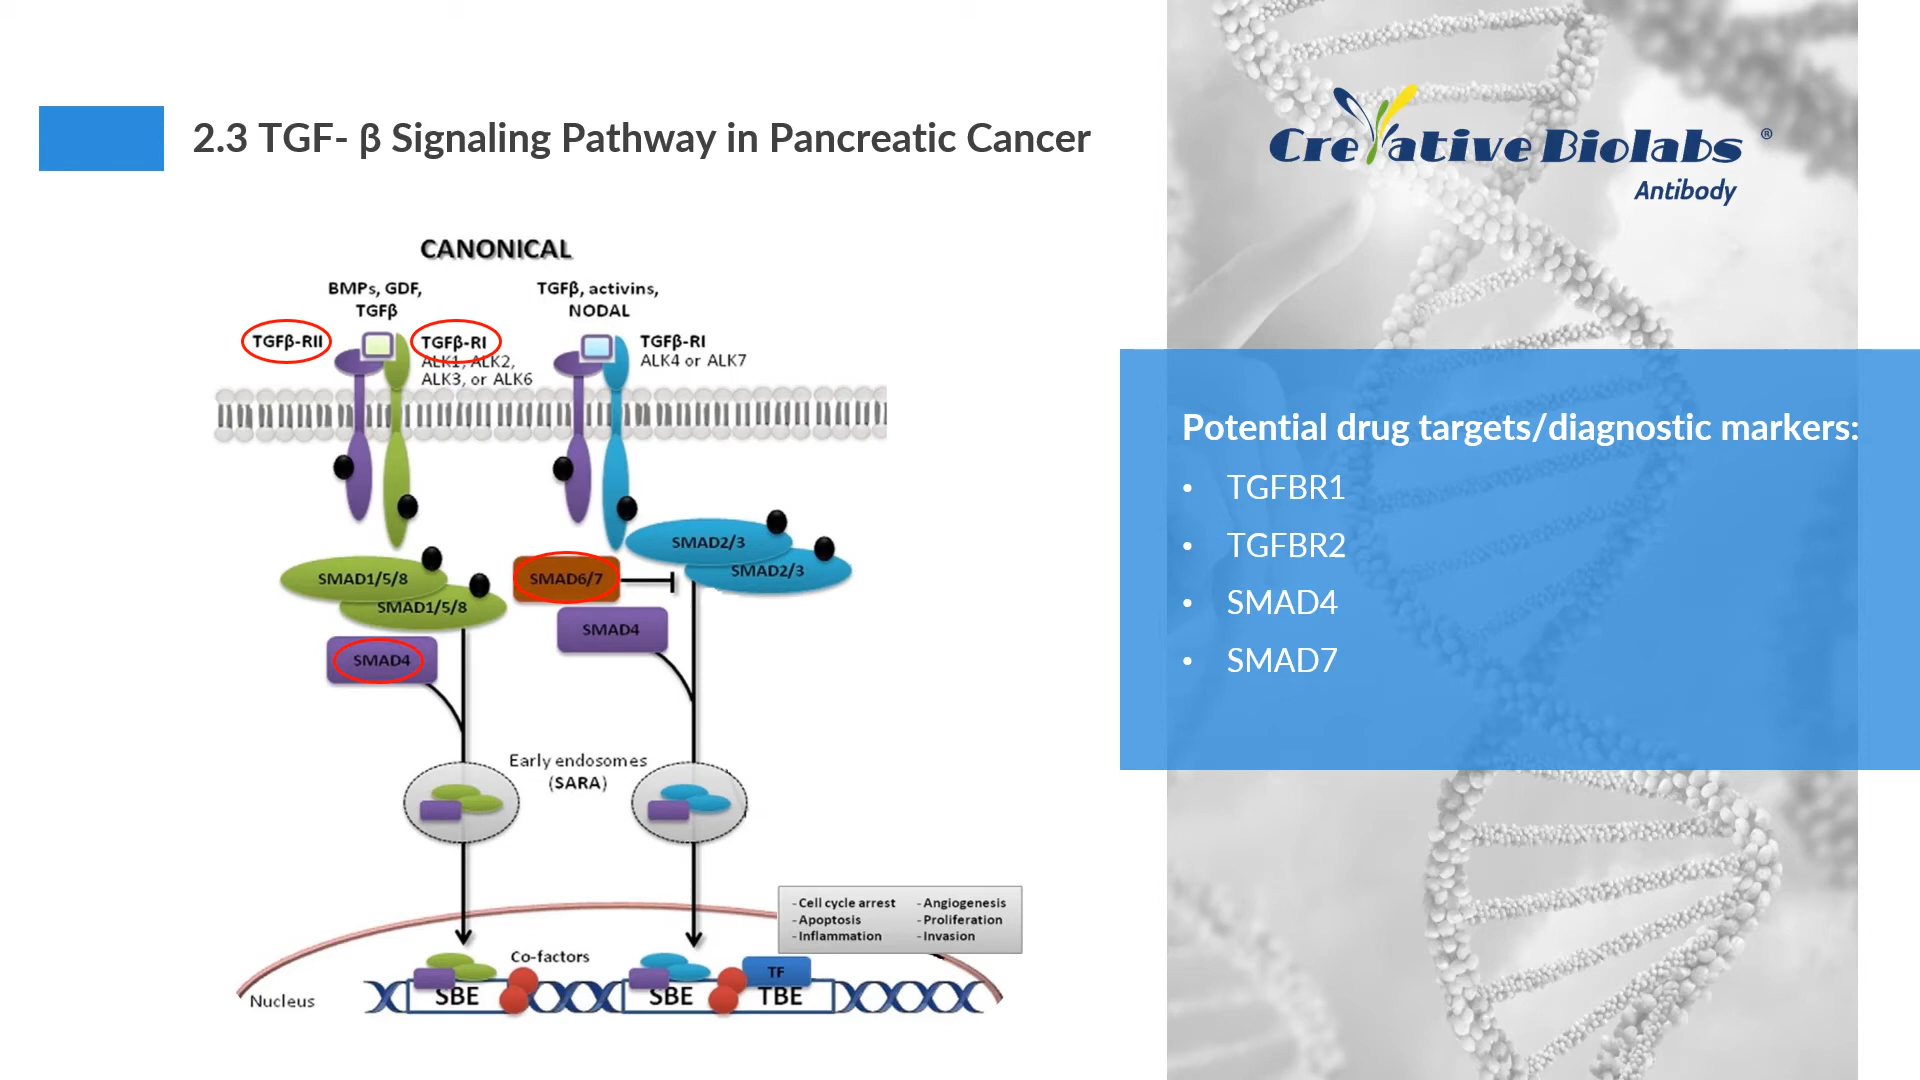 2.3 TGF- β Signaling Pathway in Pancreatic Cancer
Creative Biolabs ®
Antibody
CANONICAL
BMPs, GDF,
TGFβ
TGFβ-RII
TGFβ-RI
ALK1, ALK2,
ALK3, or ALK6
TGFβ, activins,
NODAL
TGFβ-RI
ALK4 or ALK7
SMAD2/3
SMAD2/3
SMAD1/5/8
SMAD1/5/8
SMAD6/7
SMAD4
SMAD4
Early endosomes
(SARA)
-Cell cycle arrest
-Apoptosis
-Inflammation
-Angiogenesis
-Proliferation
-Invasion
Co-factors
TF
SBE
SBE
TBE
Nucleus
Potential drug targets/diagnostic markers:
• TGFBR1
• TGFBR2
• SMAD4
• SMAD7